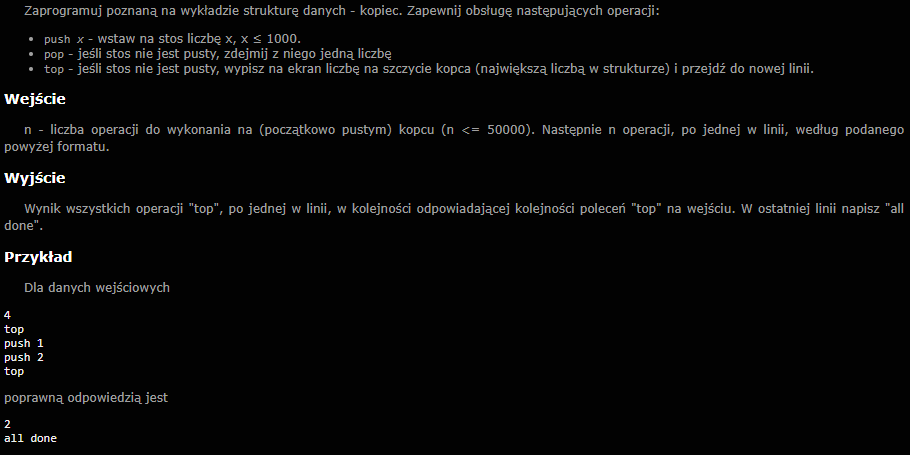 Zaprogramuj poznaną na wykładzie strukturę danych - kopiec. Zapewnij obsługę następujących operacji:
• push x - wstaw na stos liczbę x, x ≤ 1000.
• pop - jeśli stos nie jest pusty, zdejmij z niego jedną liczbę
• top - jeśli stos nie jest pusty, wypisz na ekran liczbę na szczycie kopca (największą liczbą w strukturze) i przejdź do nowej linii.
Wejście
n - liczba operacji do wykonania na (początkowo pustym) kopcu (n <= 50000). Następnie n operacji, po jednej w linii, według podanego
powyżej formatu.
Wyjście
Wynik wszystkich operacji "top", po jednej w linii, w kolejności odpowiadającej kolejności poleceń "top" na wejściu. W ostatniej linii napisz "all
done".
Przykład
Dla danych wejściowych
4
top
push 1
push 2
top
poprawną odpowiedzią jest
2
all done